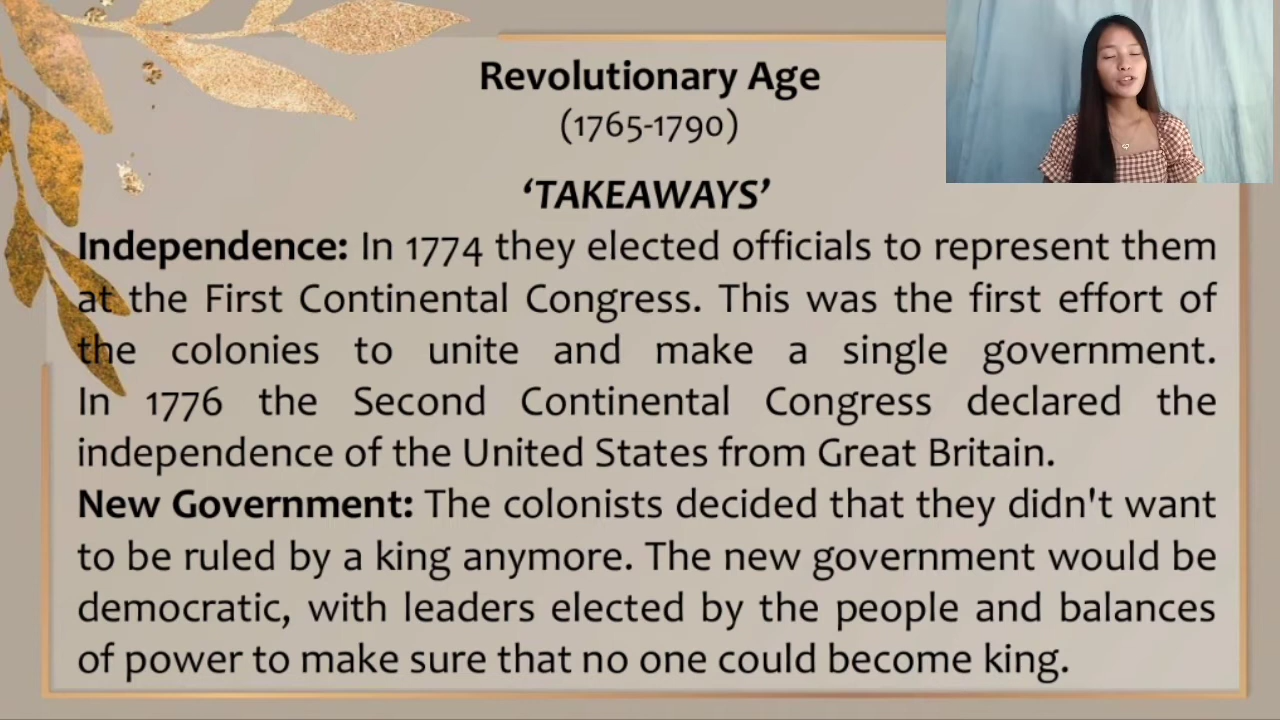 Revolutionary Age
(1765-1790)
‘TAKEAWAYS’
Independence: In 1774 they elected officials to represent them
at the First Continental Congress. This was the first effort of
the colonies to unite and make a single government.
In 1776 the Second Continental Congress declared the
independence of the United States from Great Britain.
New Government: The colonists decided that they didn't want
to be ruled by a king anymore. The new government would be
democratic, with leaders elected by the people and balances
of power to make sure that no one could become king.